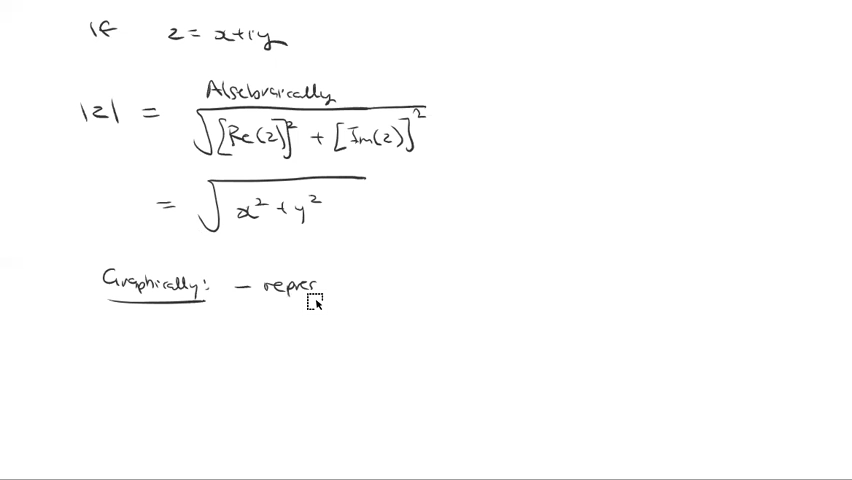 If z = x+iy
Algebraically
|z| = √[Re(z)]² + [Im(z)]²
= √x² + y²
Graphically: – repres